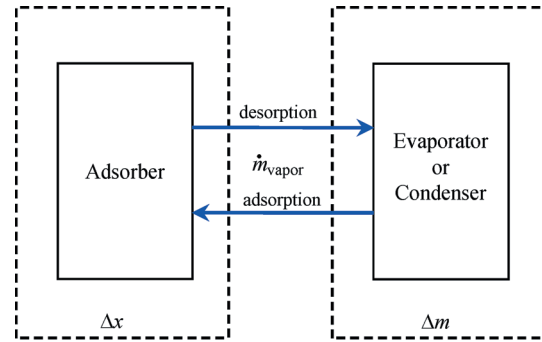 desorption
Adsorber
ṁvapor
adsorption
Evaporator
or
Condenser
Δx
Δm